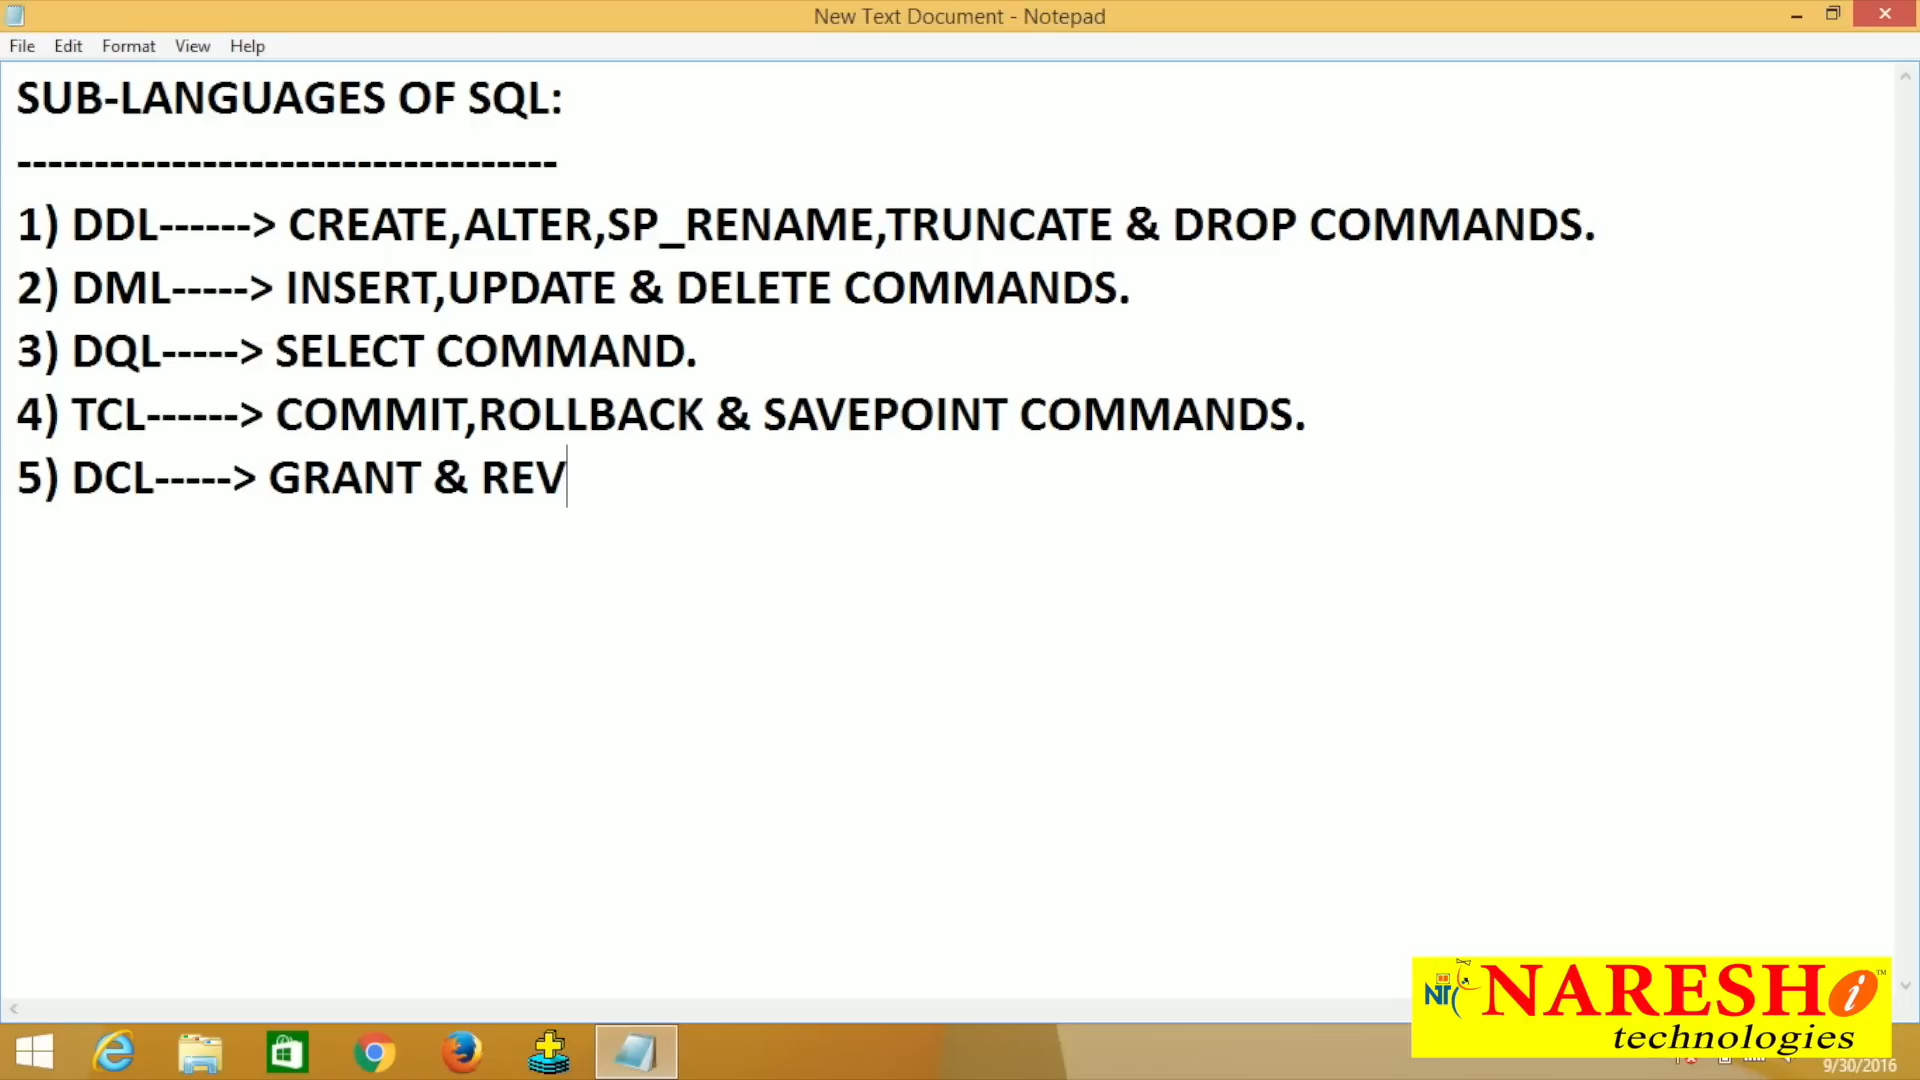 New Text Document - Notepad
File Edit Format View Help
SUB-LANGUAGES OF SQL:
-----------------------------------
1) DDL------> CREATE,ALTER,SP_RENAME,TRUNCATE & DROP COMMANDS.
2) DML-----> INSERT,UPDATE & DELETE COMMANDS.
3) DQL-----> SELECT COMMAND.
4) TCL------> COMMIT,ROLLBACK & SAVEPOINT COMMANDS.
5) DCL-----> GRANT & REV
NARESH i ™
technologies
9/30/2016